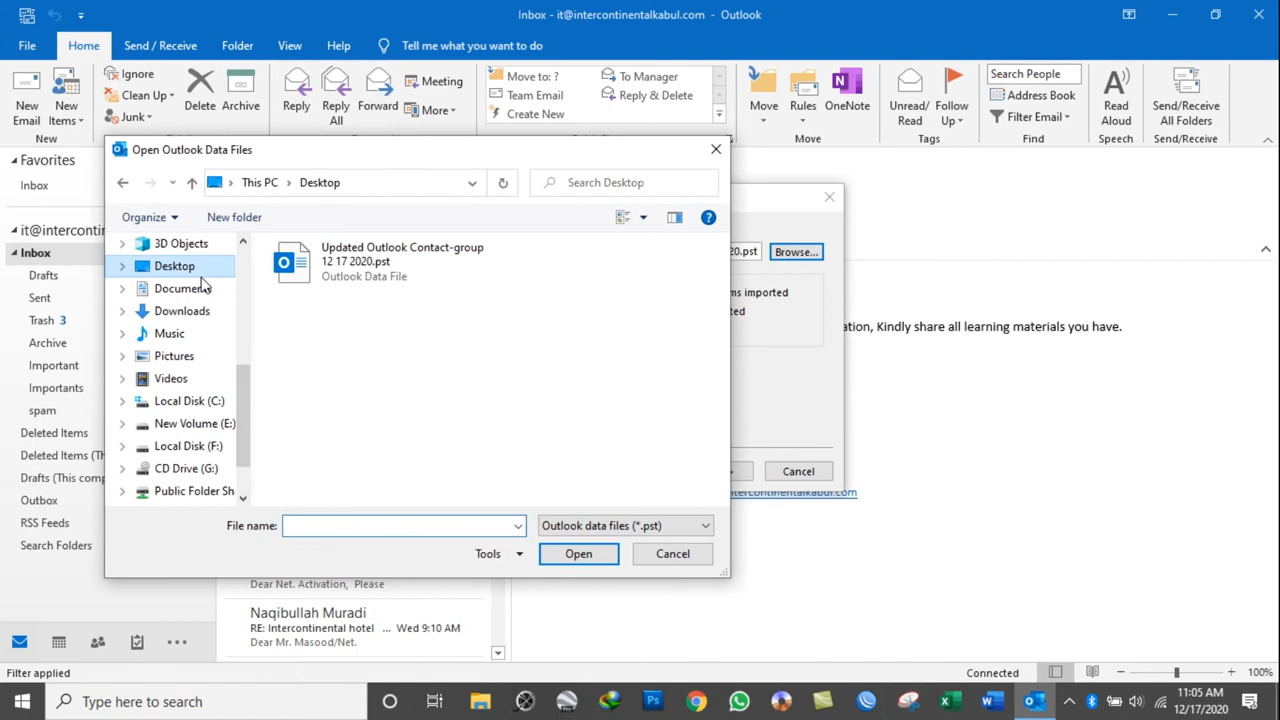 Inbox - it@intercontinentalkabul.com - Outlook
File Home Send / Receive Folder View Help Tell me what you want to do
New Email
New Items
Ignore
Clean Up
Junk
Delete
Archive
Reply
Reply All
Forward
Meeting
More
Move to: ?
Team Email
Create New
To Manager
Reply & Delete
Move
Rules
OneNote
Unread/ Read
Follow Up
Search People
Address Book
Filter Email
Read Aloud
Send/Receive All Folders
New
Move
Tags
Find
Speech
Send/Receive
Favorites
Inbox
it@interconti
Inbox
Drafts
Sent
Trash 3
Archive
Important
Importants
spam
Deleted Items
Deleted Items (Th
Drafts (This comp
Outbox
RSS Feeds
Search Folders
Open Outlook Data Files
This PC > Desktop
Search Desktop
Organize
New folder
3D Objects
Desktop
Documents
Downloads
Music
Pictures
Videos
Local Disk (C:)
New Volume (E:)
Local Disk (F:)
CD Drive (G:)
Public Folder Sh
Updated Outlook Contact-group
12 17 2020.pst
Outlook Data File
File name:
Outlook data files (*.pst)
Tools
Open
Cancel
20.pst
Browse...
ms imported
ted
Cancel
ation, Kindly share all learning materials you have.
intercontinentalkabul.com
Dear Net. Activation, Please
Naqibullah Muradi
RE: Intercontinental hotel ... Wed 9:10 AM
Dear Mr. Masood/Net.
Filter applied
Connected
100%
Type here to search
11:05 AM
12/17/2020